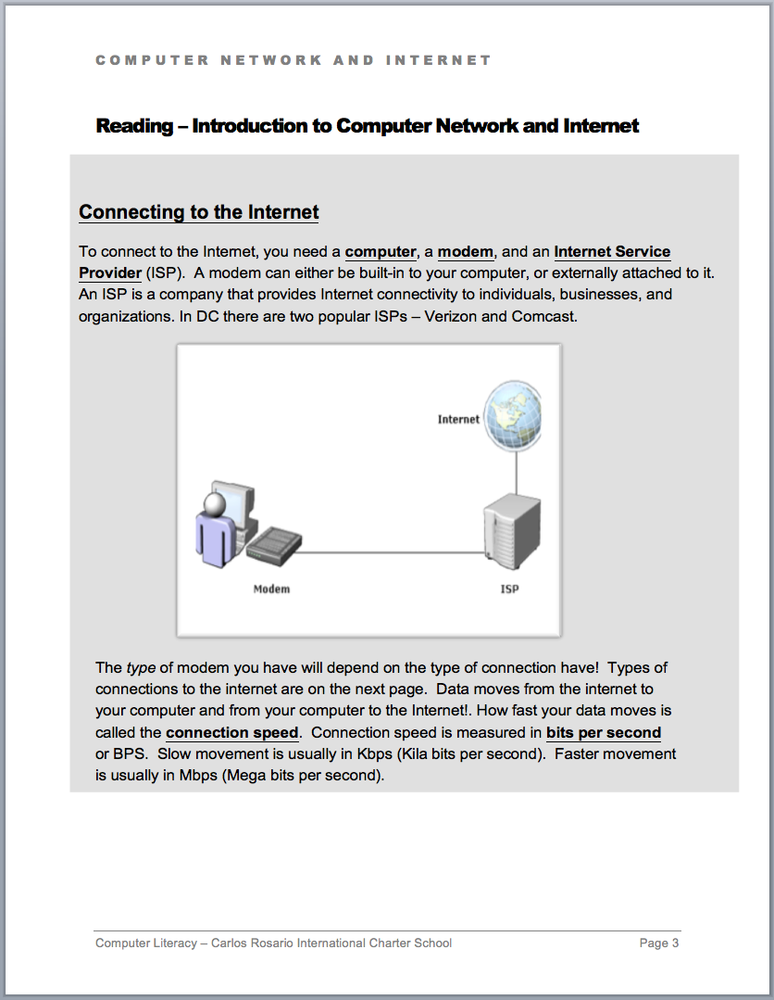 COMPUTER NETWORK AND INTERNET
Reading – Introduction to Computer Network and Internet
Connecting to the Internet
To connect to the Internet, you need a computer, a modem, and an Internet Service
Provider (ISP).  A modem can either be built-in to your computer, or externally attached to it.
An ISP is a company that provides Internet connectivity to individuals, businesses, and
organizations. In DC there are two popular ISPs – Verizon and Comcast.
Internet
Modem
ISP
The type of modem you have will depend on the type of connection have!  Types of
connections to the internet are on the next page.  Data moves from the internet to
your computer and from your computer to the Internet!. How fast your data moves is
called the connection speed.  Connection speed is measured in bits per second
or BPS.  Slow movement is usually in Kbps (Kila bits per second).  Faster movement
is usually in Mbps (Mega bits per second).
Computer Literacy – Carlos Rosario International Charter School
Page 3